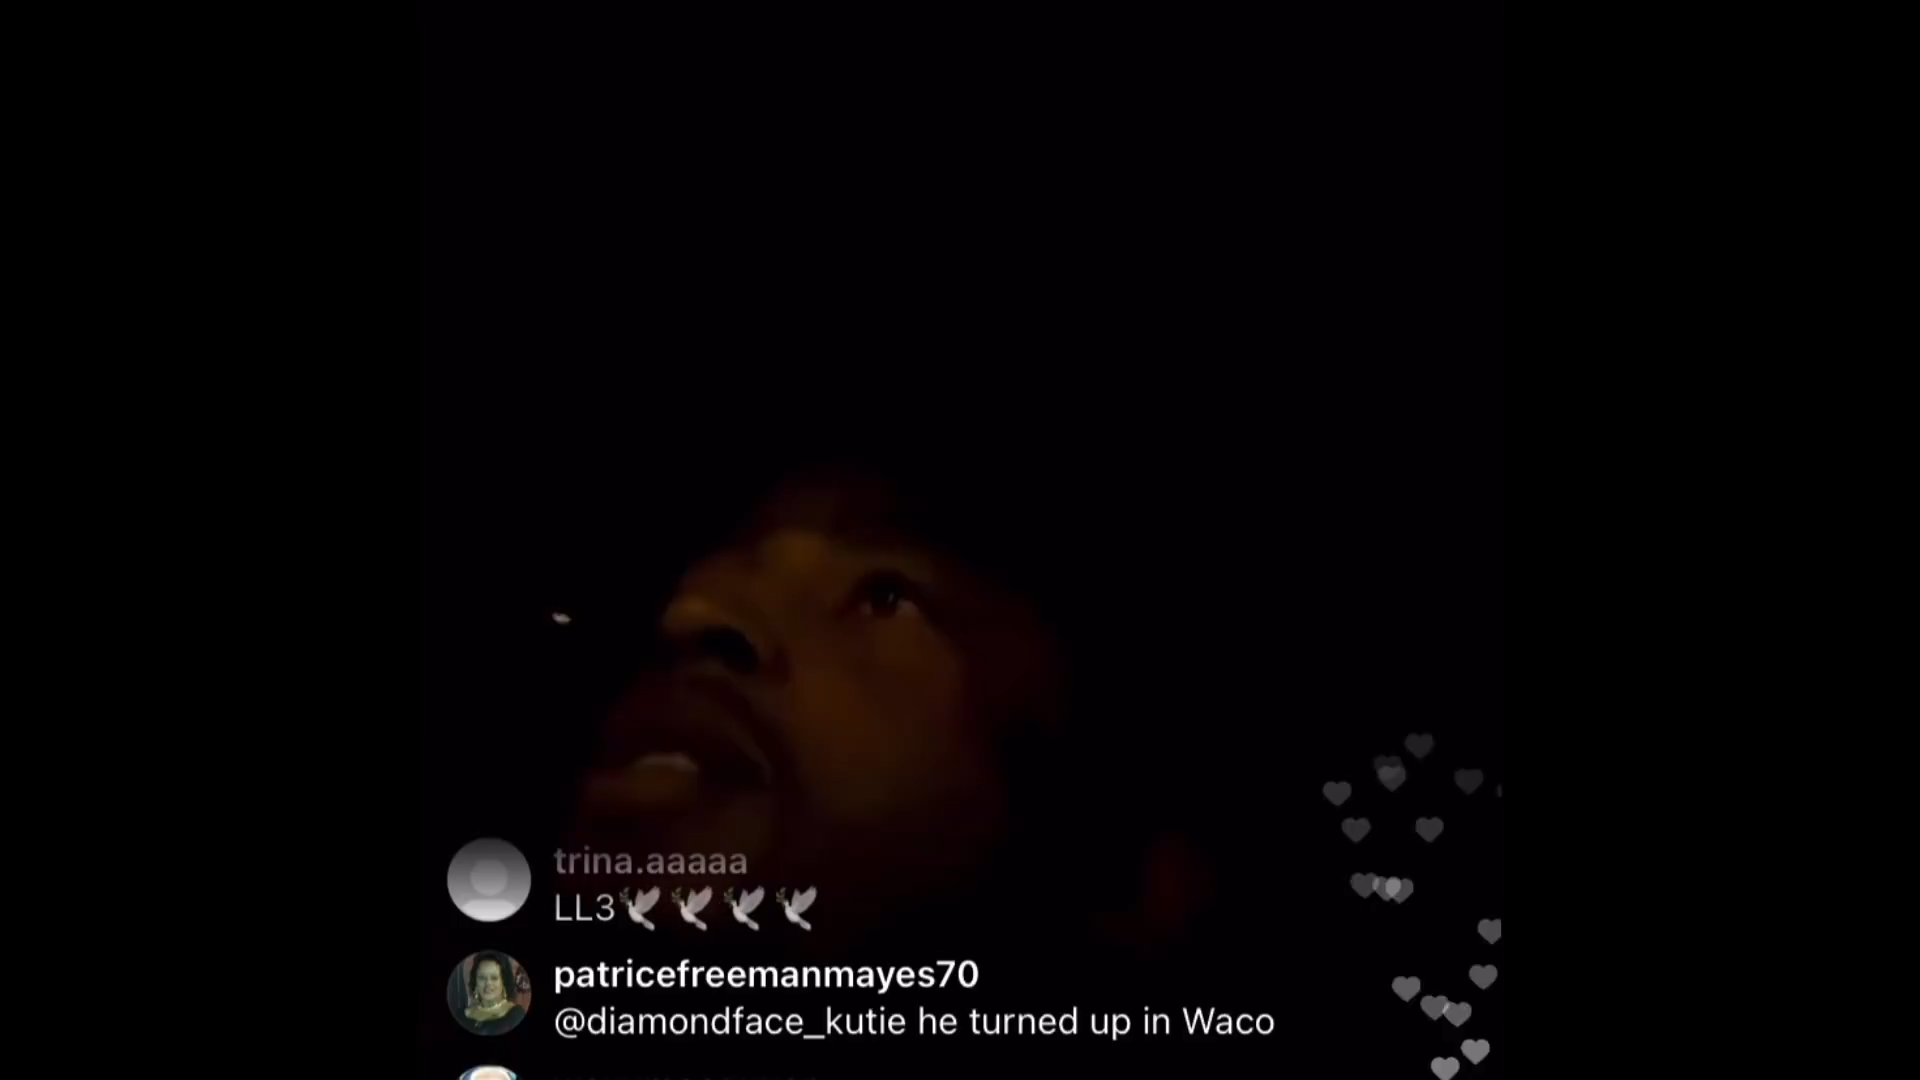 trina.aaaaa
LL3🕊🕊🕊🕊
patricefreemanmayes70
@diamondface_kutie he turned up in Waco